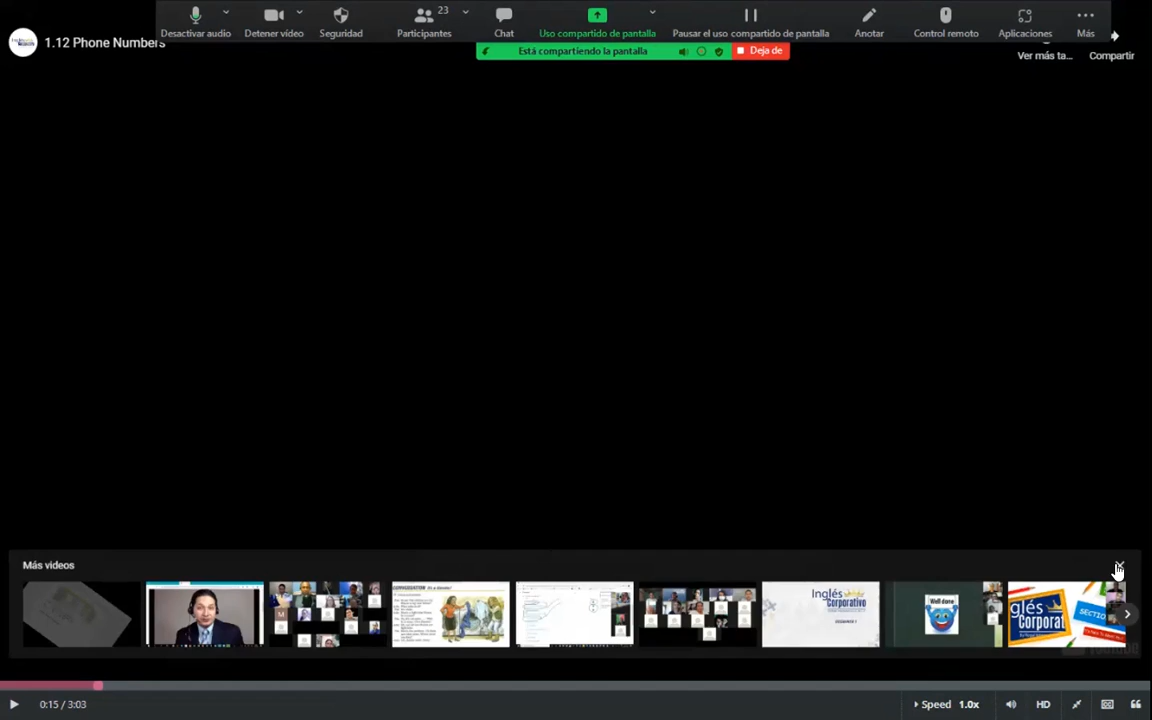 23
Desactivar audio
Detener video
Seguridad
Participantes
Chat
Uso compartido de pantalla
Pausar el uso compartido de pantalla
Anotar
Control remoto
Aplicaciones
Más
1.12 Phone Numbers
Está compartiendo la pantalla
Deja de
Ver más ta...
Compartir
Más videos
Inglés
Corporativo
Well done
glés
Corporat
SECTIO
0:15 / 3:03
Speed 1.0x
HD